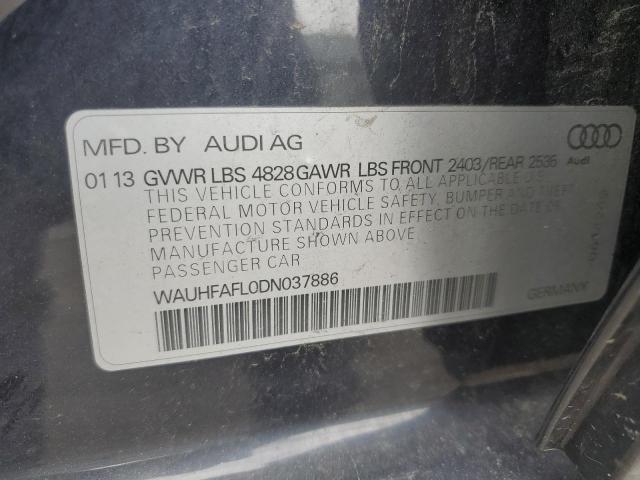 MFD. BY AUDI AG
01 13 GVWR LBS 4828 GAWR LBS FRONT 2403/REAR 2536
Audi
THIS VEHICLE CONFORMS TO ALL APPLICABLE U.S.
FEDERAL MOTOR VEHICLE SAFETY, BUMPER AND THEFT
PREVENTION STANDARDS IN EFFECT ON THE DATE OF
MANUFACTURE SHOWN ABOVE
PASSENGER CAR
WAUHFAFL0DN037886
GERMANY